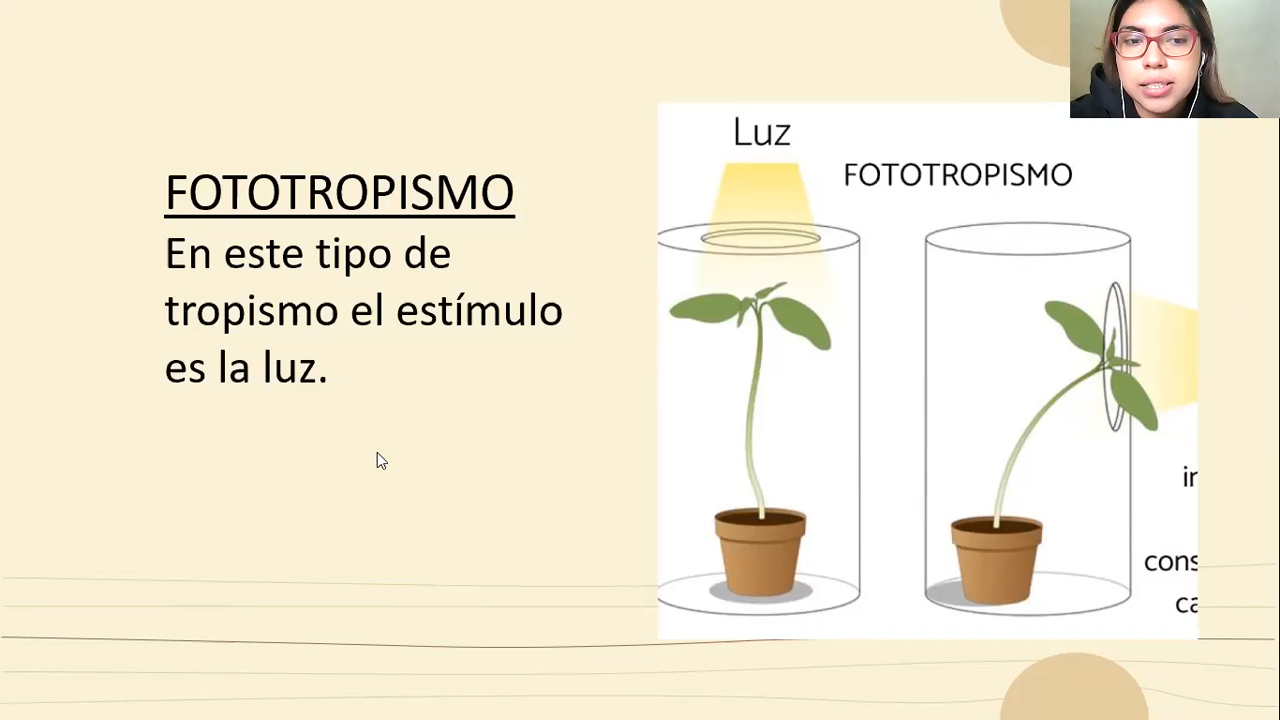 FOTOTROPISMO
En este tipo de
tropismo el estímulo
es la luz.
Luz
FOTOTROPISMO